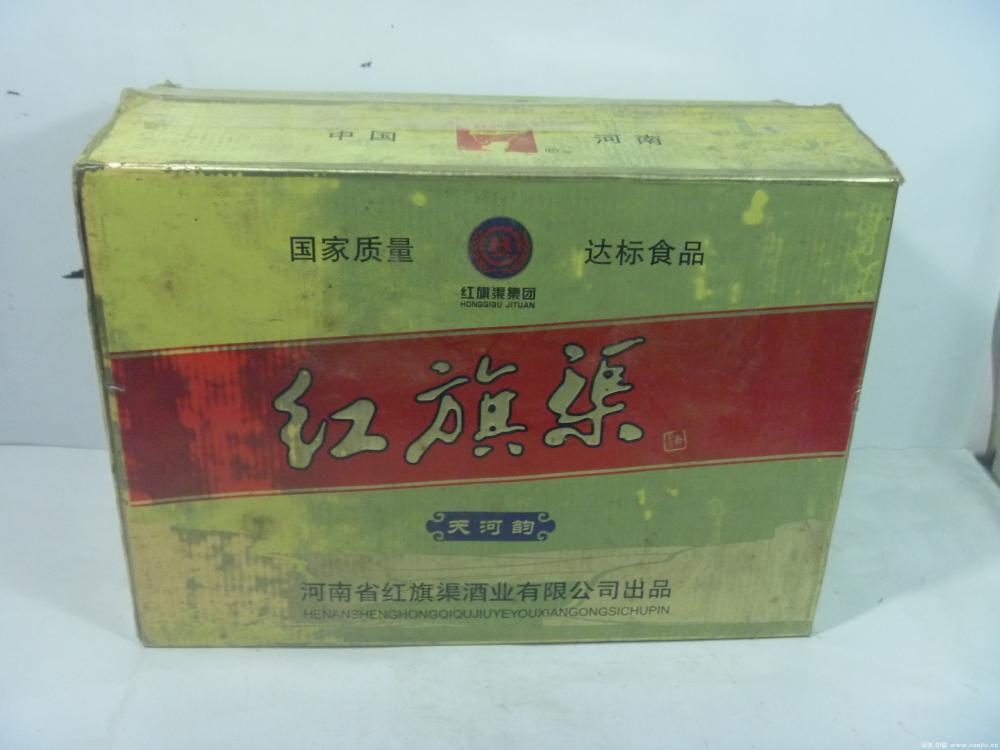 中国 河南
国家质量 达标食品
红旗渠集团
HONGQIQU JITUAN
红旗渠
天河韵
河南省红旗渠酒业有限公司出品
HENANSHENGHONGQIQUJIUYEYOUXIANGONGSICHUPIN